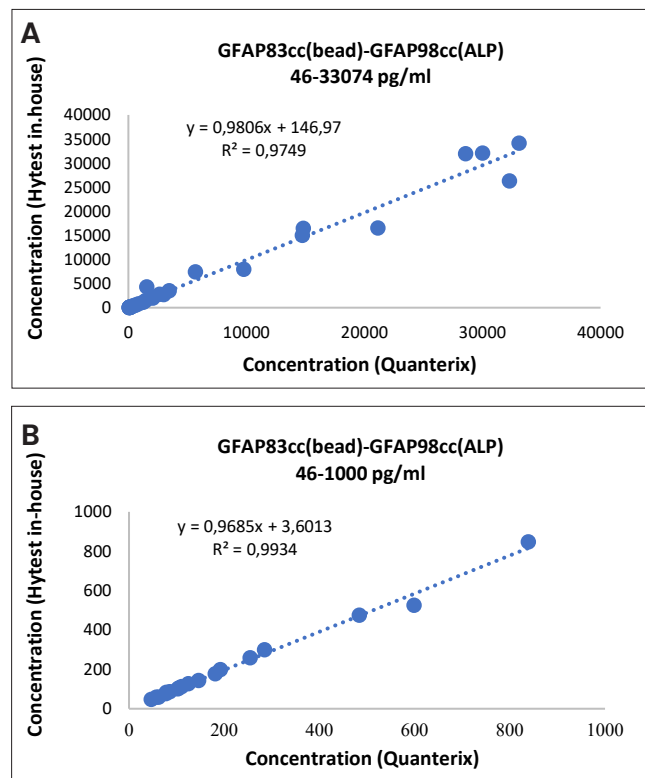 A
GFAP83cc(bead)-GFAP98cc(ALP)
46-33074 pg/ml
y = 0,9806x + 146,97
R² = 0,9749
Concentration (Hytest in.house)
40000
35000
30000
25000
20000
15000
10000
5000
0
0 10000 20000 30000 40000
Concentration (Quanterix)
B
GFAP83cc(bead)-GFAP98cc(ALP)
46-1000 pg/ml
y = 0,9685x + 3,6013
R² = 0,9934
Concentration (Hytest in-house)
1000
800
600
400
200
0
0 200 400 600 800 1000
Concentration (Quanterix)